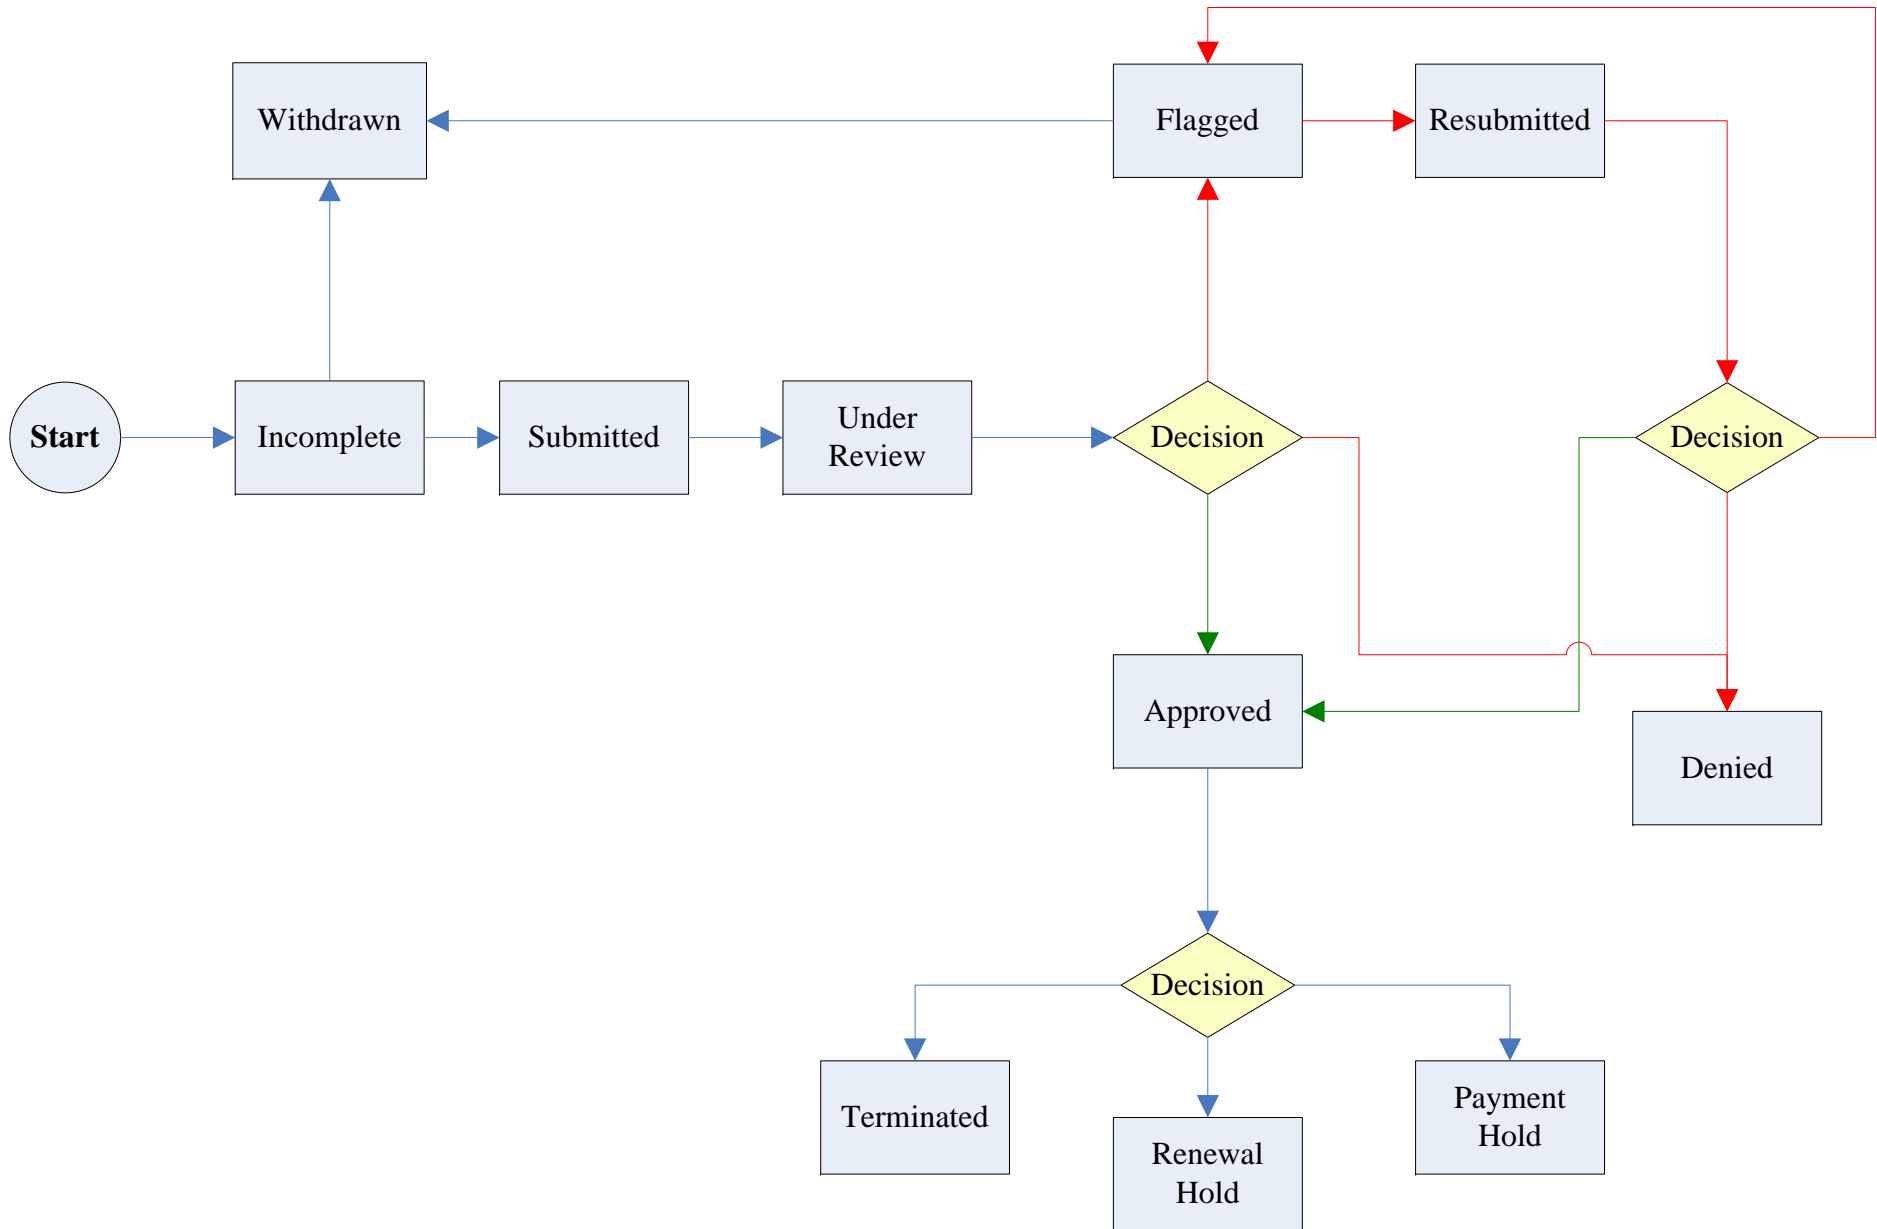 Withdrawn
Flagged
Resubmitted
Start
Incomplete
Submitted
Under
Review
Decision
Decision
Approved
Denied
Decision
Terminated
Renewal
Hold
Payment
Hold